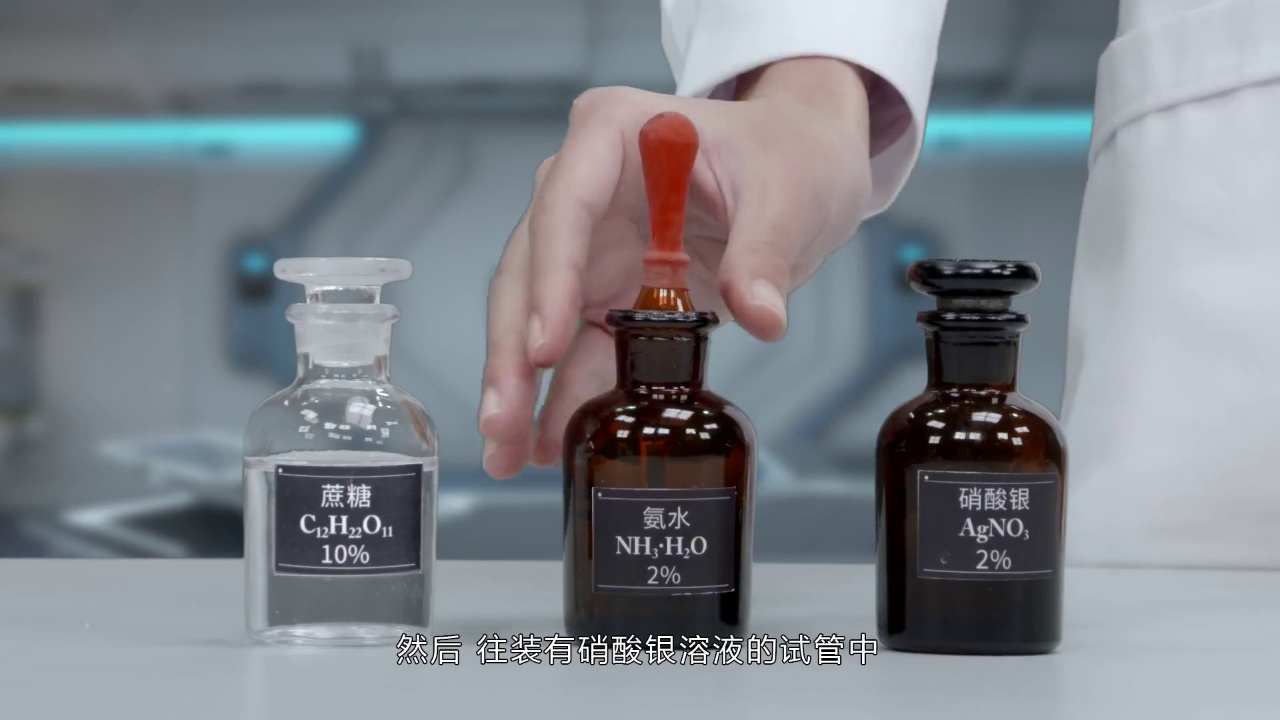 蔗糖
C₁₂H₂₂O₁₁
10%
氨水
NH₃·H₂O
2%
硝酸银
AgNO₃
2%
然后 往装有硝酸银溶液的试管中